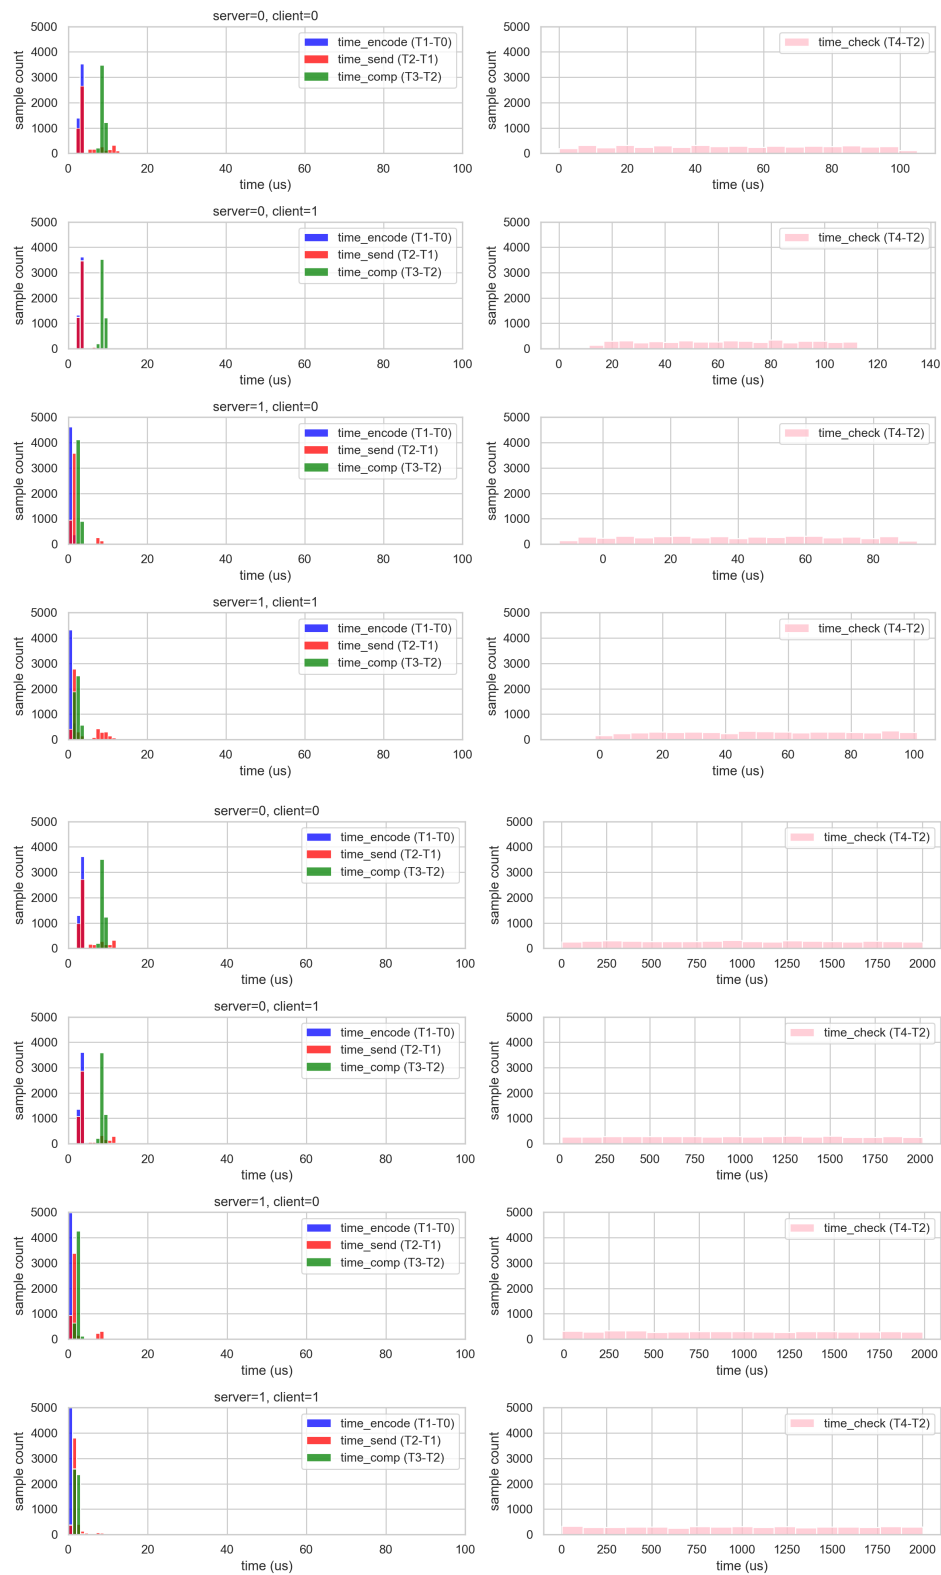 server=0, client=0
5000
4000
3000
2000
1000
0
sample count
time_encode (T1-T0)
time_send (T2-T1)
time_comp (T3-T2)
0 20 40 60 80 100
time (us)
5000
4000
3000
2000
1000
0
sample count
time_check (T4-T2)
0 20 40 60 80 100
time (us)
server=0, client=1
5000
4000
3000
2000
1000
0
sample count
time_encode (T1-T0)
time_send (T2-T1)
time_comp (T3-T2)
0 20 40 60 80 100
time (us)
5000
4000
3000
2000
1000
0
sample count
time_check (T4-T2)
0 20 40 60 80 100 120 140
time (us)
server=1, client=0
5000
4000
3000
2000
1000
0
sample count
time_encode (T1-T0)
time_send (T2-T1)
time_comp (T3-T2)
0 20 40 60 80 100
time (us)
5000
4000
3000
2000
1000
0
sample count
time_check (T4-T2)
0 20 40 60 80
time (us)
server=1, client=1
5000
4000
3000
2000
1000
0
sample count
time_encode (T1-T0)
time_send (T2-T1)
time_comp (T3-T2)
0 20 40 60 80 100
time (us)
5000
4000
3000
2000
1000
0
sample count
time_check (T4-T2)
0 20 40 60 80 100
time (us)
server=0, client=0
5000
4000
3000
2000
1000
0
sample count
time_encode (T1-T0)
time_send (T2-T1)
time_comp (T3-T2)
0 20 40 60 80 100
time (us)
5000
4000
3000
2000
1000
0
sample count
time_check (T4-T2)
0 250 500 750 1000 1250 1500 1750 2000
time (us)
server=0, client=1
5000
4000
3000
2000
1000
0
sample count
time_encode (T1-T0)
time_send (T2-T1)
time_comp (T3-T2)
0 20 40 60 80 100
time (us)
5000
4000
3000
2000
1000
0
sample count
time_check (T4-T2)
0 250 500 750 1000 1250 1500 1750 2000
time (us)
server=1, client=0
5000
4000
3000
2000
1000
0
sample count
time_encode (T1-T0)
time_send (T2-T1)
time_comp (T3-T2)
0 20 40 60 80 100
time (us)
5000
4000
3000
2000
1000
0
sample count
time_check (T4-T2)
0 250 500 750 1000 1250 1500 1750 2000
time (us)
server=1, client=1
5000
4000
3000
2000
1000
0
sample count
time_encode (T1-T0)
time_send (T2-T1)
time_comp (T3-T2)
0 20 40 60 80 100
time (us)
5000
4000
3000
2000
1000
0
sample count
time_check (T4-T2)
0 250 500 750 1000 1250 1500 1750 2000
time (us)